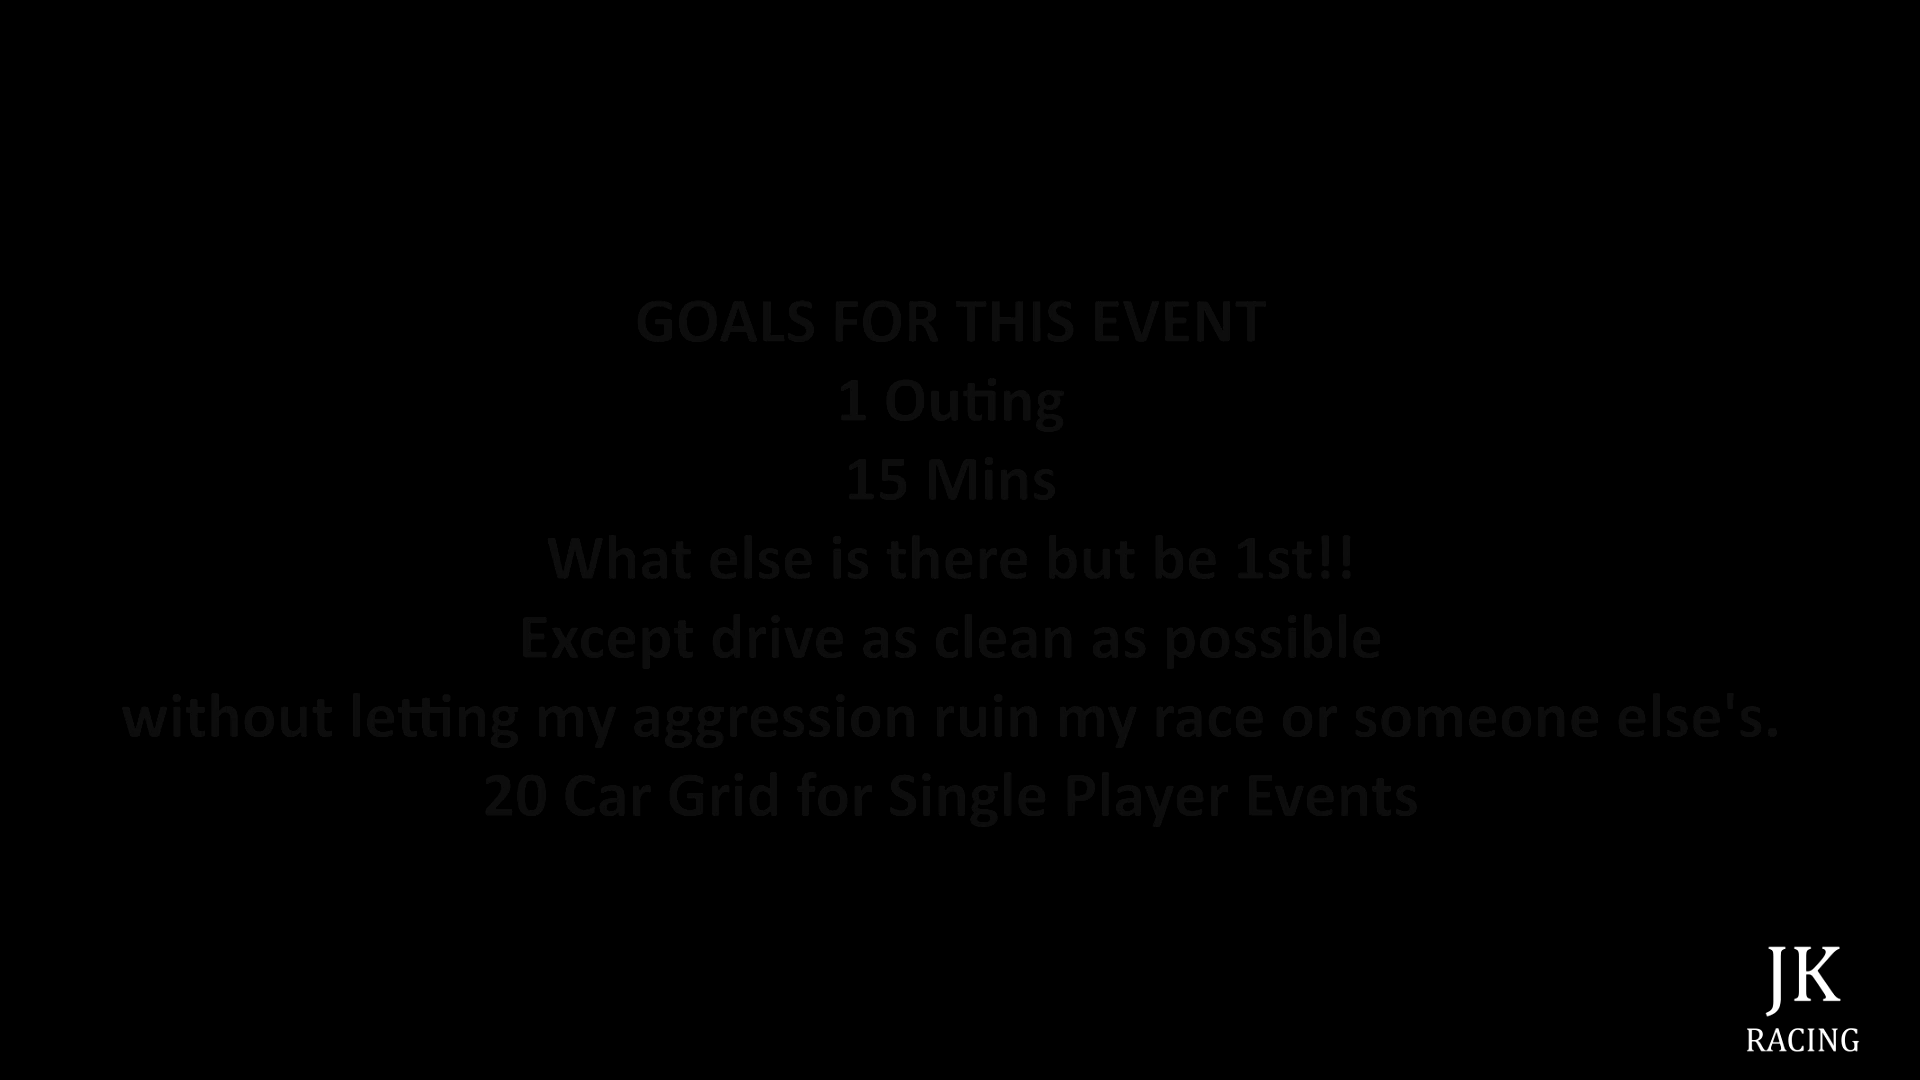 GOALS FOR THIS EVENT
1 Outing
15 Mins
What else is there but be 1st!!
Except drive as clean as possible
without letting my aggression ruin my race or someone else's.
20 Car Grid for Single Player Events
JK
RACING